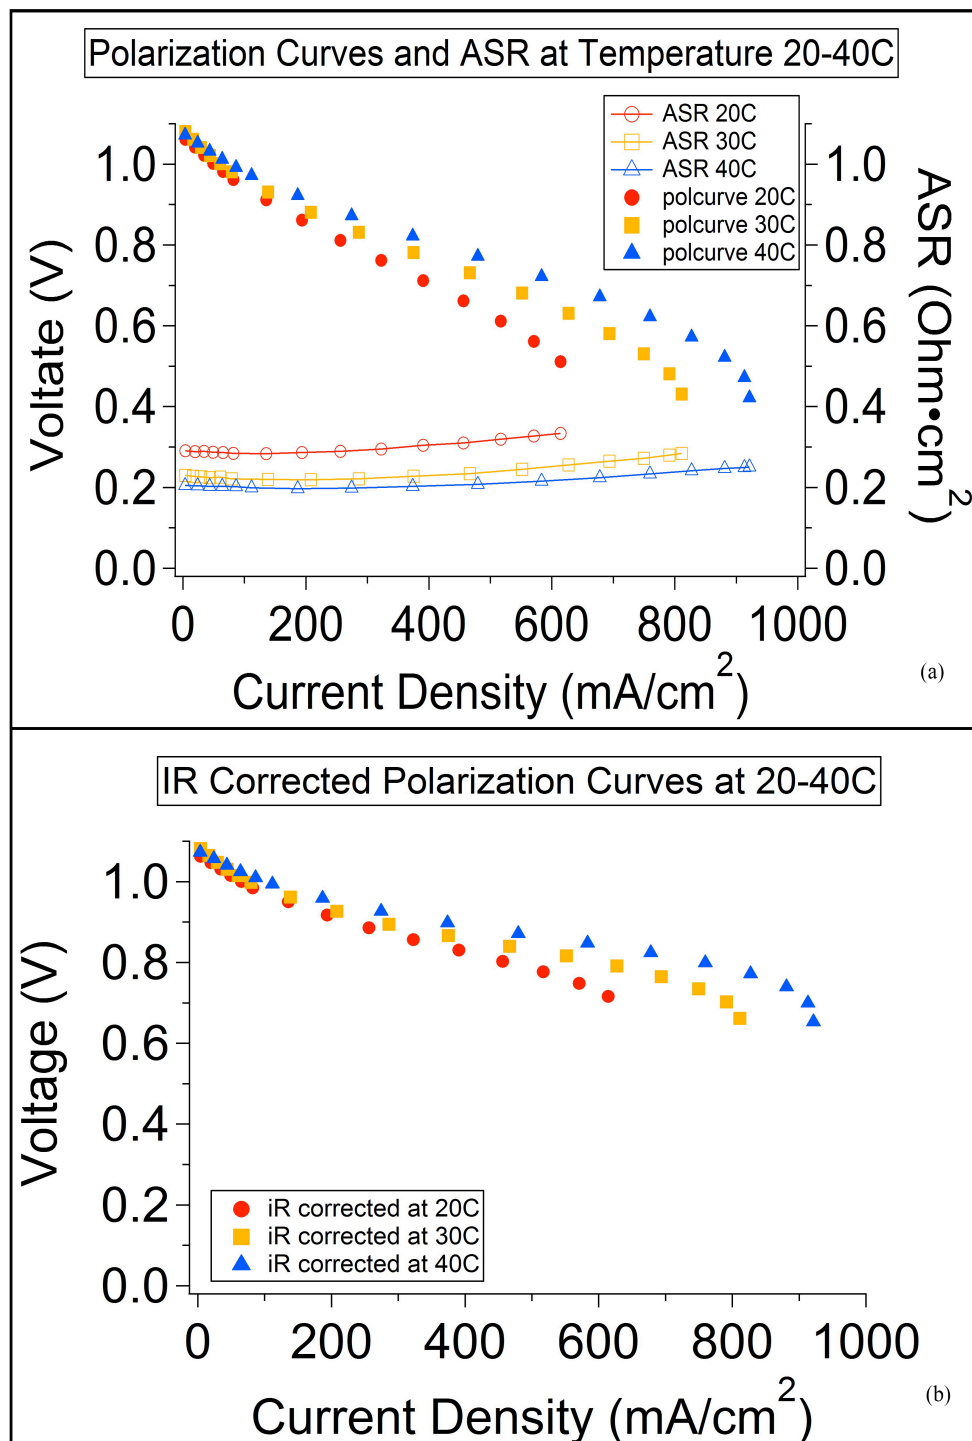 Polarization Curves and ASR at Temperature 20-40C
ASR 20C
ASR 30C
ASR 40C
polcurve 20C
polcurve 30C
polcurve 40C
Voltate (V)
1.0
0.8
0.6
0.4
0.2
0.0
ASR (Ohm•cm²)
1.0
0.8
0.6
0.4
0.2
0.0
0 200 400 600 800 1000
Current Density (mA/cm²)
(a)
IR Corrected Polarization Curves at 20-40C
Voltage (V)
1.0
0.8
0.6
0.4
0.2
0.0
iR corrected at 20C
iR corrected at 30C
iR corrected at 40C
0 200 400 600 800 1000
Current Density (mA/cm²)
(b)